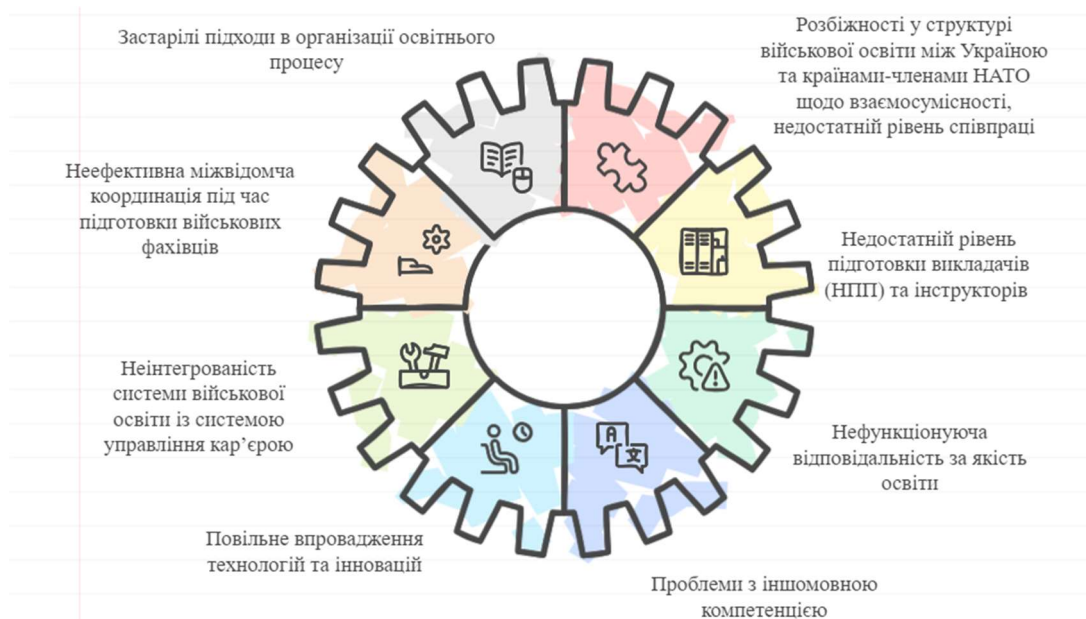 Застарілі підходи в організації освітнього
процесу
Розбіжності у структурі
військової освіти між Україною
та країнами-членами НАТО
щодо взаємосумісності,
недостатній рівень співпраці
Неефективна міжвідомча
координація під час
підготовки військових
фахівців
Недостатній рівень
підготовки викладачів
(НПП) та інструкторів
Неінтегрованість
системи військової
освіти із системою
управління кар’єрою
Нефункціонуюча
відповідальність за якість
освіти
Повільне впровадження
технологій та інновацій
Проблеми з іншомовною
компетенцією
A
文